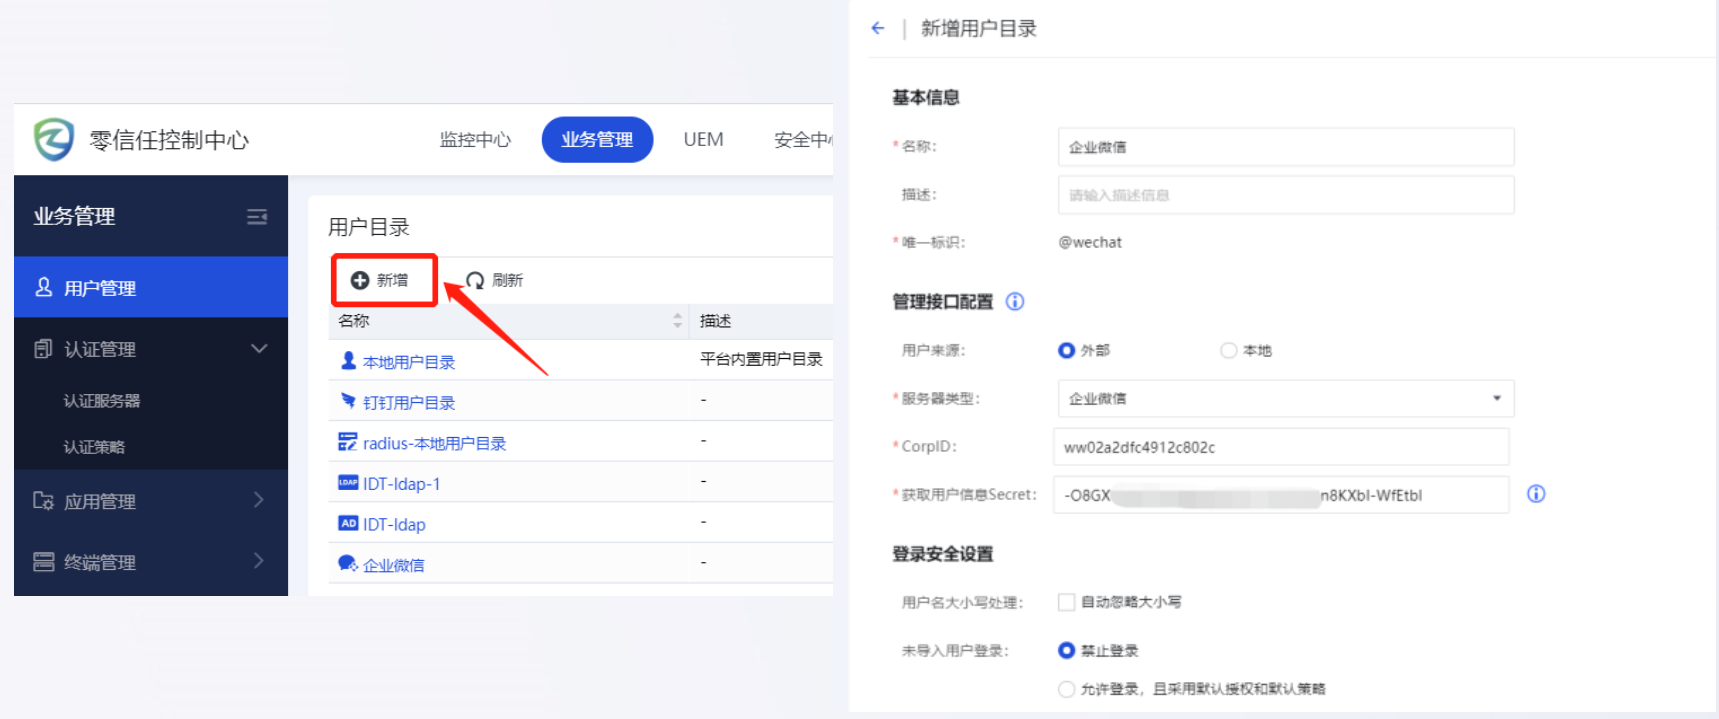 零信任控制中心
监控中心
业务管理
UEM
安全中心
业务管理
用户管理
认证管理
认证服务器
认证策略
应用管理
终端管理
用户目录
新增
刷新
名称
描述
本地用户目录
平台内置用户目录
钉钉用户目录
-
radius-本地用户目录
-
LDAP IDT-ldap-1
-
AD IDT-ldap
-
企业微信
-
新增用户目录
基本信息
* 名称:
企业微信
描述:
请输入描述信息
* 唯一标识:
@wechat
管理接口配置
用户来源:
外部
本地
* 服务器类型:
企业微信
* CorpID:
ww02a2dfc4912c802c
* 获取用户信息Secret:
-O8GX
n8KXbI-WfEtbI
登录安全设置
用户名大小写处理:
自动忽略大小写
未导入用户登录:
禁止登录
允许登录，且采用默认授权和默认策略